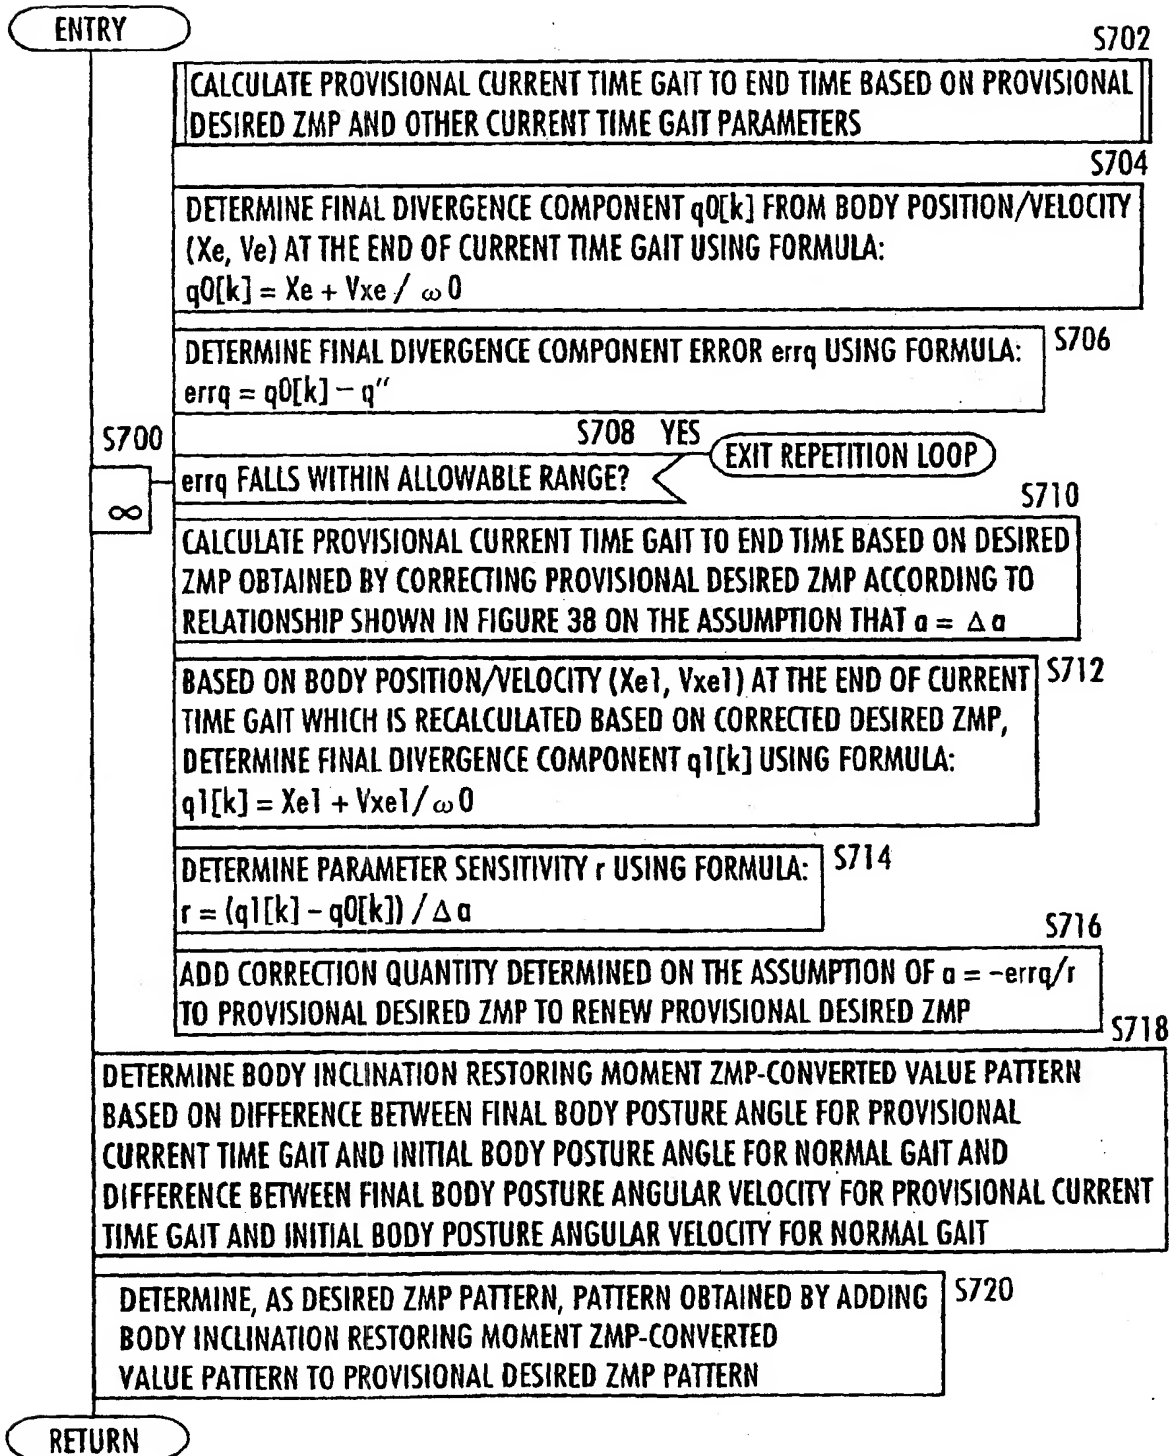 ENTRY
S702
CALCULATE PROVISIONAL CURRENT TIME GAIT TO END TIME BASED ON PROVISIONAL
DESIRED ZMP AND OTHER CURRENT TIME GAIT PARAMETERS
S704
DETERMINE FINAL DIVERGENCE COMPONENT q0[k] FROM BODY POSITION/VELOCITY
(Xe, Ve) AT THE END OF CURRENT TIME GAIT USING FORMULA:
q0[k] = Xe + Vxe / ω0
DETERMINE FINAL DIVERGENCE COMPONENT ERROR errq USING FORMULA: S706
errq = q0[k] − q″
S700 S708 YES
EXIT REPETITION LOOP
errq FALLS WITHIN ALLOWABLE RANGE?
∞
S710
CALCULATE PROVISIONAL CURRENT TIME GAIT TO END TIME BASED ON DESIRED
ZMP OBTAINED BY CORRECTING PROVISIONAL DESIRED ZMP ACCORDING TO
RELATIONSHIP SHOWN IN FIGURE 38 ON THE ASSUMPTION THAT a = Δa
BASED ON BODY POSITION/VELOCITY (Xe1, Vxe1) AT THE END OF CURRENT S712
TIME GAIT WHICH IS RECALCULATED BASED ON CORRECTED DESIRED ZMP,
DETERMINE FINAL DIVERGENCE COMPONENT q1[k] USING FORMULA:
q1[k] = Xe1 + Vxe1/ω0
DETERMINE PARAMETER SENSITIVITY r USING FORMULA: S714
r = (q1[k] − q0[k]) / Δa
S716
ADD CORRECTION QUANTITY DETERMINED ON THE ASSUMPTION OF a = -errq/r
TO PROVISIONAL DESIRED ZMP TO RENEW PROVISIONAL DESIRED ZMP
S718
DETERMINE BODY INCLINATION RESTORING MOMENT ZMP-CONVERTED VALUE PATTERN
BASED ON DIFFERENCE BETWEEN FINAL BODY POSTURE ANGLE FOR PROVISIONAL
CURRENT TIME GAIT AND INITIAL BODY POSTURE ANGLE FOR NORMAL GAIT AND
DIFFERENCE BETWEEN FINAL BODY POSTURE ANGULAR VELOCITY FOR PROVISIONAL CURRENT
TIME GAIT AND INITIAL BODY POSTURE ANGULAR VELOCITY FOR NORMAL GAIT
DETERMINE, AS DESIRED ZMP PATTERN, PATTERN OBTAINED BY ADDING S720
BODY INCLINATION RESTORING MOMENT ZMP-CONVERTED
VALUE PATTERN TO PROVISIONAL DESIRED ZMP PATTERN
RETURN